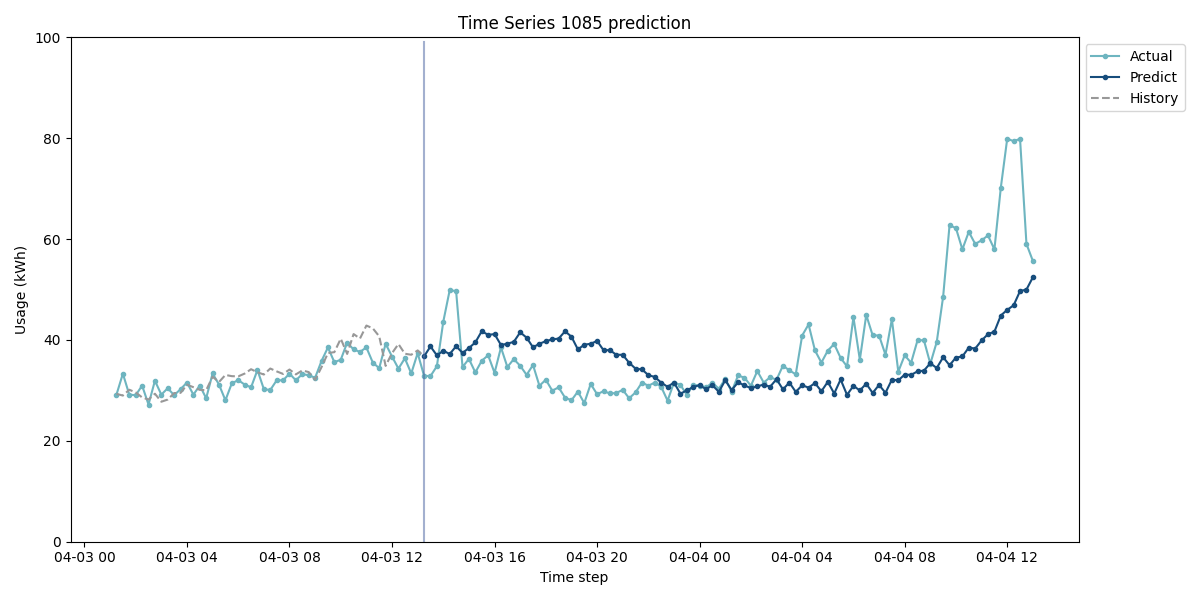 Time Series 1085 prediction
Usage (kWh)
100
80
60
40
20
0
04-03 00
04-03 04
04-03 08
04-03 12
04-03 16
04-03 20
04-04 00
04-04 04
04-04 08
04-04 12
Time step
Actual
Predict
History